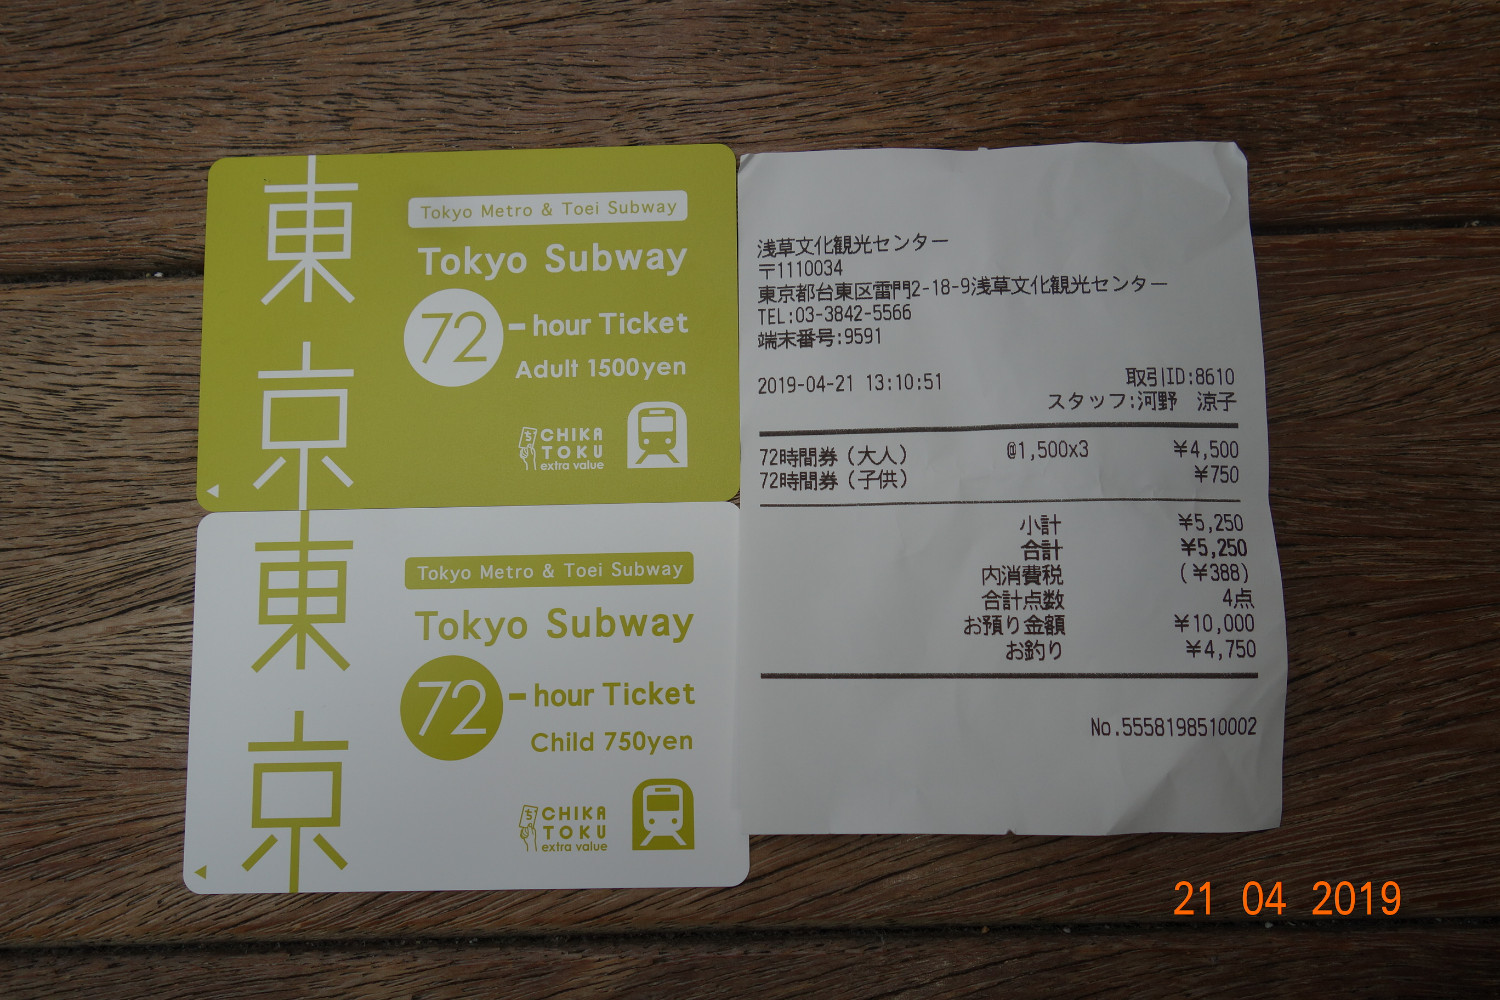 東京
Tokyo Metro & Toei Subway
Tokyo Subway
72-hour Ticket
Adult 1500yen
ち
CHIKA
TOKU
extra value
東京
Tokyo Metro & Toei Subway
Tokyo Subway
72-hour Ticket
Child 750yen
ち
CHIKA
TOKU
extra value
浅草文化観光センター
〒1110034
東京都台東区雷門2-18-9浅草文化観光センター
TEL:03-3842-5566
端末番号:9591
2019-04-21 13:10:51 取引ID:8610
スタッフ:河野 涼子
72時間券(大人) @1,500x3 ¥4,500
72時間券(子供) ¥750
小計 ¥5,250
合計 ¥5,250
内消費税 (¥388)
合計点数 4点
お預り金額 ¥10,000
お釣り ¥4,750
No.5558198510002
21 04 2019